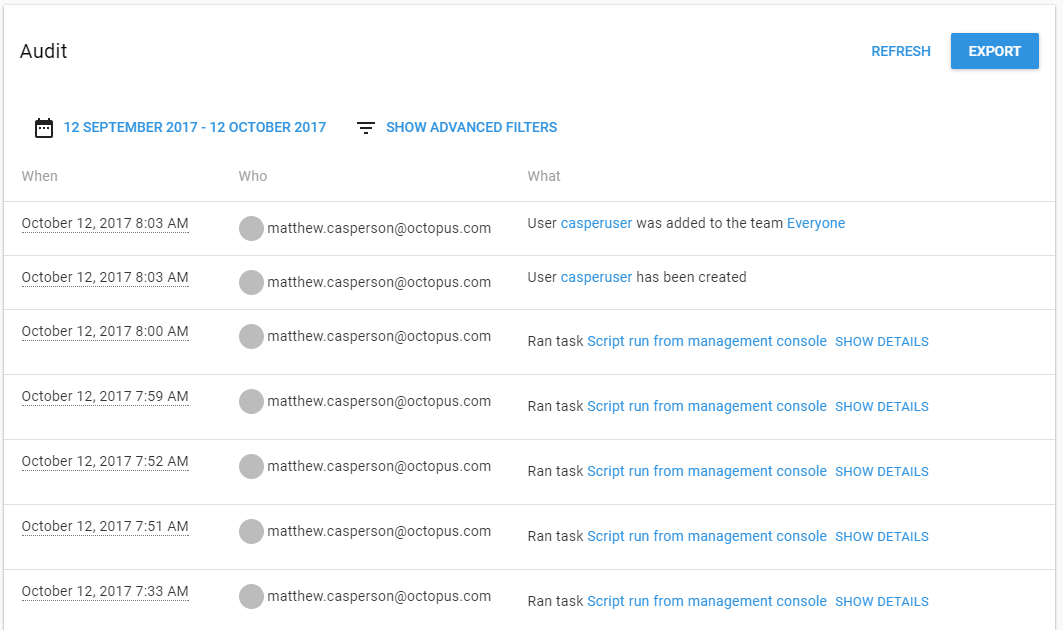 Audit REFRESH EXPORT
12 SEPTEMBER 2017 - 12 OCTOBER 2017 SHOW ADVANCED FILTERS
When Who What
October 12, 2017 8:03 AM matthew.casperson@octopus.com User casperuser was added to the team Everyone
October 12, 2017 8:03 AM matthew.casperson@octopus.com User casperuser has been created
October 12, 2017 8:00 AM matthew.casperson@octopus.com Ran task Script run from management console SHOW DETAILS
October 12, 2017 7:59 AM matthew.casperson@octopus.com Ran task Script run from management console SHOW DETAILS
October 12, 2017 7:52 AM matthew.casperson@octopus.com Ran task Script run from management console SHOW DETAILS
October 12, 2017 7:51 AM matthew.casperson@octopus.com Ran task Script run from management console SHOW DETAILS
October 12, 2017 7:33 AM matthew.casperson@octopus.com Ran task Script run from management console SHOW DETAILS